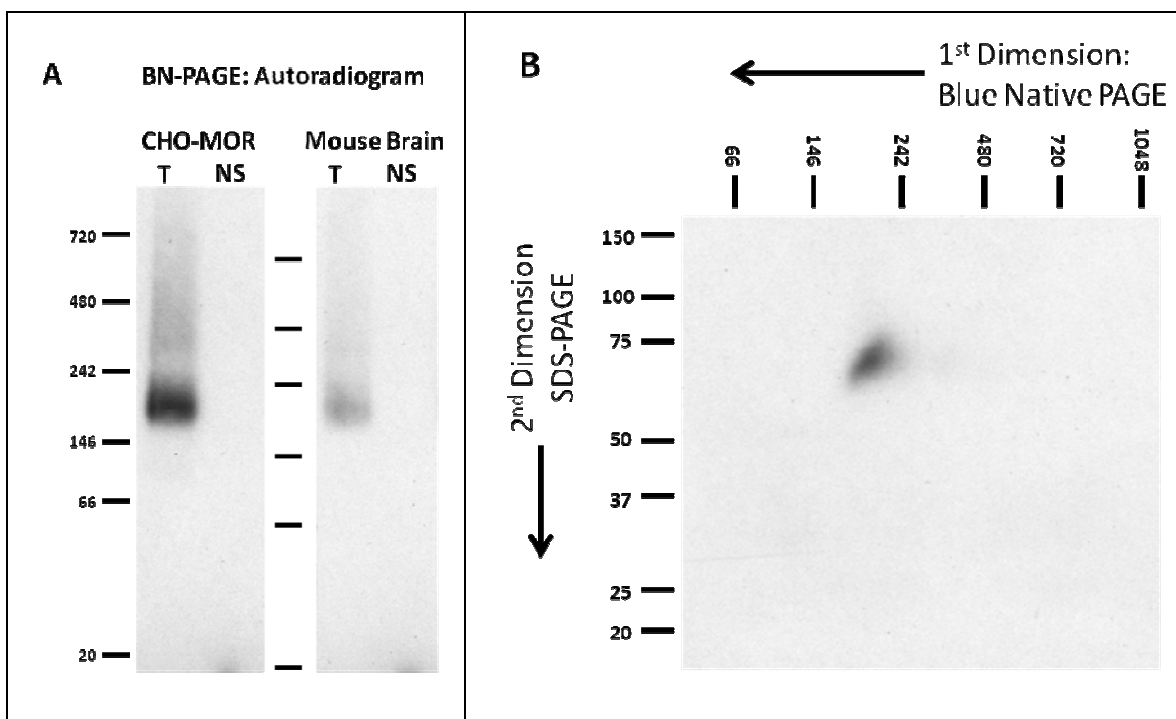 A
BN-PAGE: Autoradiogram
CHO-MOR
Mouse Brain
T NS
T NS
720
480
242
146
66
20
B
1st Dimension:
Blue Native PAGE
66 146 242 480 720 1048
2nd Dimension
SDS-PAGE
150
100
75
50
37
25
20